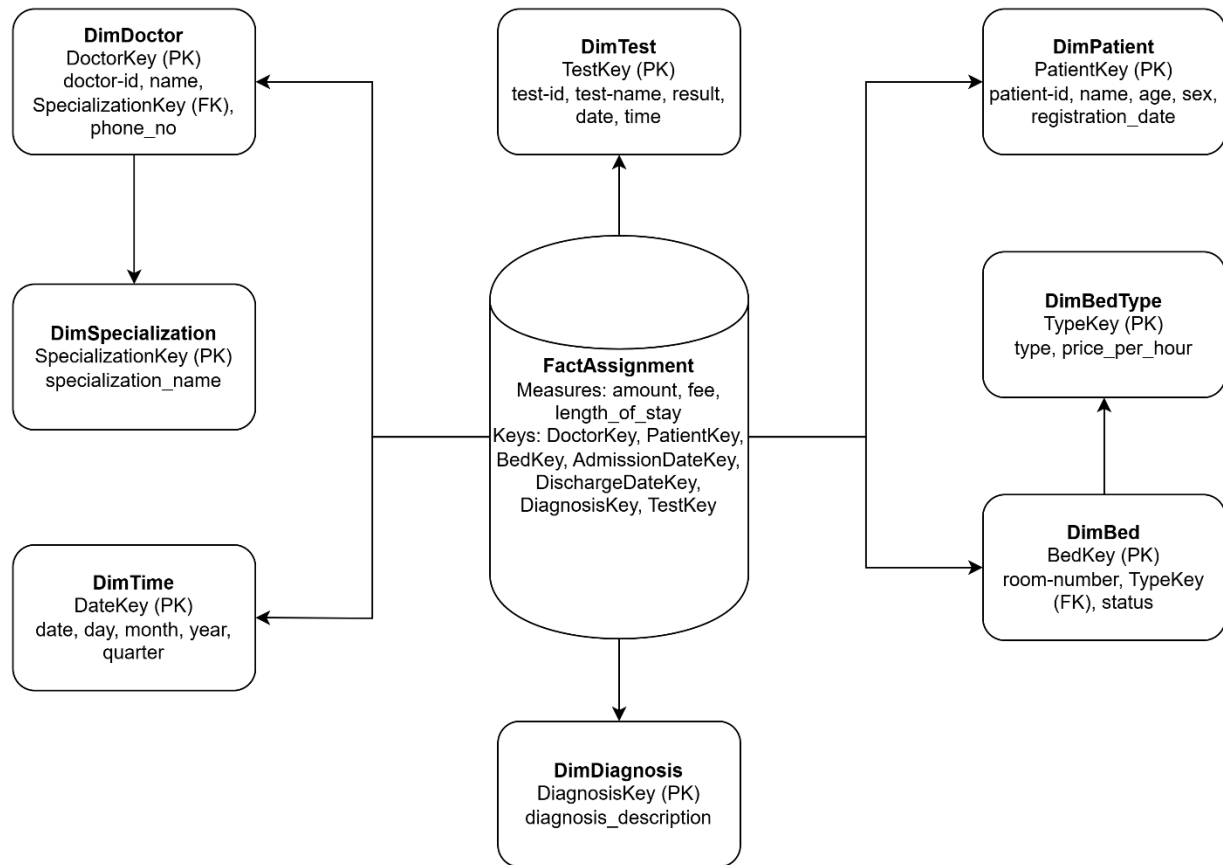 DimDoctor
DoctorKey (PK)
doctor-id, name,
SpecializationKey (FK),
phone_no
DimTest
TestKey (PK)
test-id, test-name, result,
date, time
DimPatient
PatientKey (PK)
patient-id, name, age, sex,
registration_date
DimSpecialization
SpecializationKey (PK)
specialization_name
FactAssignment
Measures: amount, fee,
length_of_stay
Keys: DoctorKey, PatientKey,
BedKey, AdmissionDateKey,
DischargeDateKey,
DiagnosisKey, TestKey
DimBedType
TypeKey (PK)
type, price_per_hour
DimTime
DateKey (PK)
date, day, month, year,
quarter
DimBed
BedKey (PK)
room-number, TypeKey
(FK), status
DimDiagnosis
DiagnosisKey (PK)
diagnosis_description